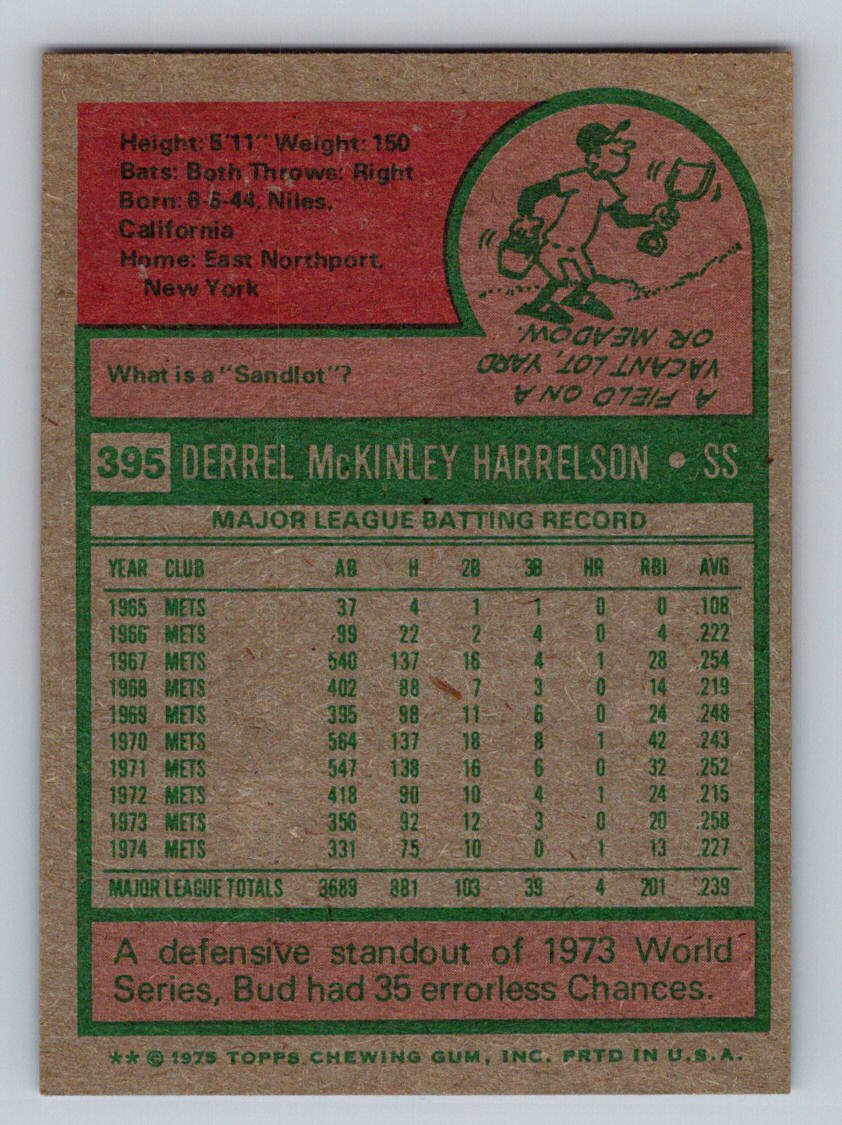 Height: 5'11" Weight: 150
Bats: Both Throws: Right
Born: 6-6-44, Niles,
California
Home: East Northport,
New York
What is a "Sandlot"?
A FIELD ON A
VACANT LOT, YARD
OR MEADOW.
395 DERREL McKINLEY HARRELSON • SS
MAJOR LEAGUE BATTING RECORD
YEAR CLUB AB H 2B 3B HR RBI AVG
1965 METS 37 4 1 1 0 0 .108
1966 METS 99 22 2 4 0 4 .222
1967 METS 540 137 16 4 1 28 .254
1968 METS 402 88 7 3 0 14 .219
1969 METS 395 98 11 6 0 24 .248
1970 METS 564 137 18 8 1 42 .243
1971 METS 547 138 16 6 0 32 .252
1972 METS 418 90 10 4 1 24 .215
1973 METS 356 92 12 3 0 20 .258
1974 METS 331 75 10 0 1 13 .227
MAJOR LEAGUE TOTALS 3689 881 103 39 4 201 .239
A defensive standout of 1973 World
Series, Bud had 35 errorless Chances.
** © 1975 TOPPS CHEWING GUM, INC. PRTD IN U.S.A.